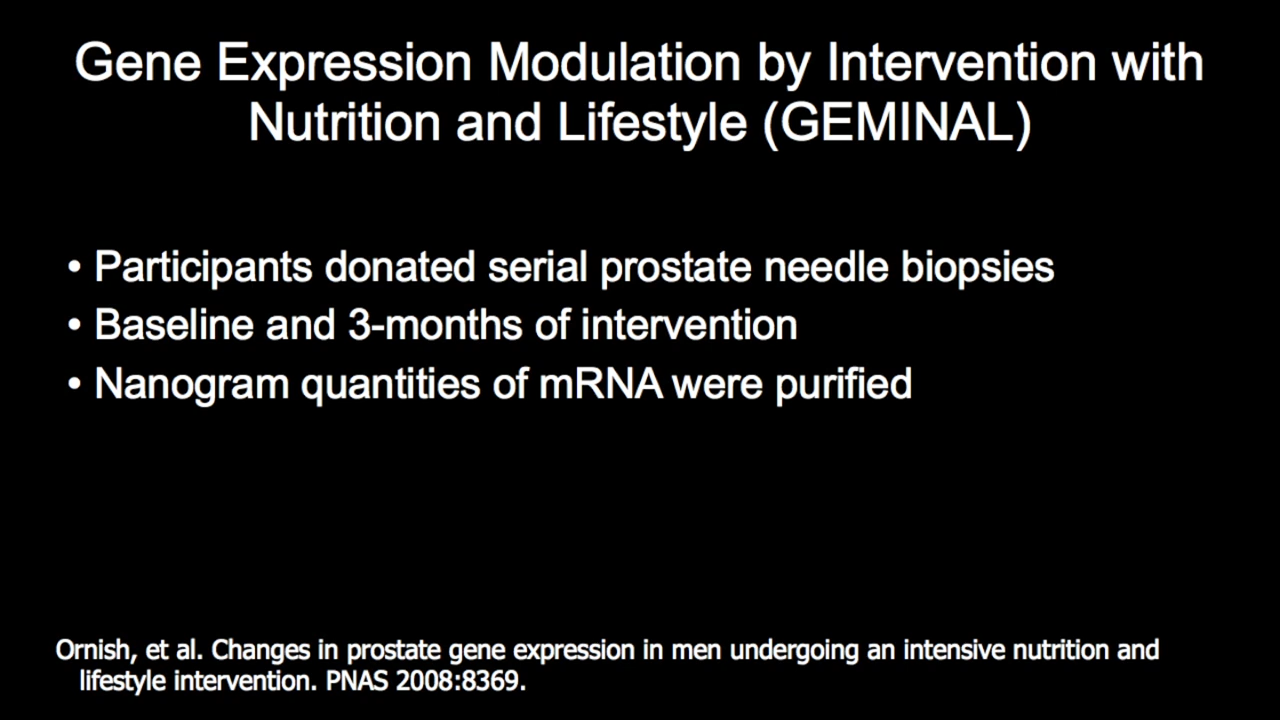 Gene Expression Modulation by Intervention with
Nutrition and Lifestyle (GEMINAL)
• Participants donated serial prostate needle biopsies
• Baseline and 3-months of intervention
• Nanogram quantities of mRNA were purified
Ornish, et al. Changes in prostate gene expression in men undergoing an intensive nutrition and
lifestyle intervention. PNAS 2008:8369.